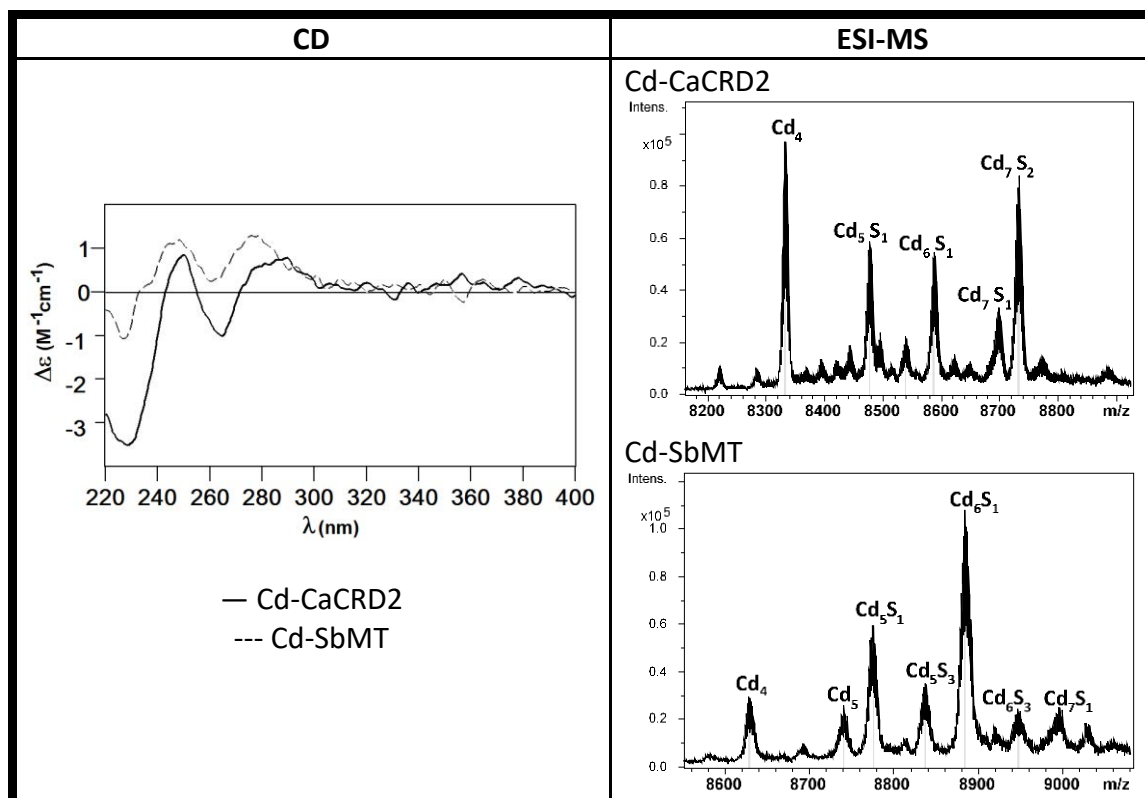 CD
ESI-MS
Δε (M⁻¹cm⁻¹)
1
0
-1
-2
-3
220 240 260 280 300 320 340 360 380 400
λ (nm)
— Cd-CaCRD2
--- Cd-SbMT
Cd-CaCRD2
Intens.
x10⁵
0.8
0.6
0.4
0.2
0.0
Cd₄
Cd₅ S₁
Cd₆ S₁
Cd₇ S₁
Cd₇ S₂
8200 8300 8400 8500 8600 8700 8800 m/z
Cd-SbMT
Intens.
x10⁵
1.0
0.8
0.6
0.4
0.2
0.0
Cd₄
Cd₅
Cd₅S₁
Cd₅S₃
Cd₆S₁
Cd₆S₃
Cd₇S₁
8600 8700 8800 8900 9000 m/z